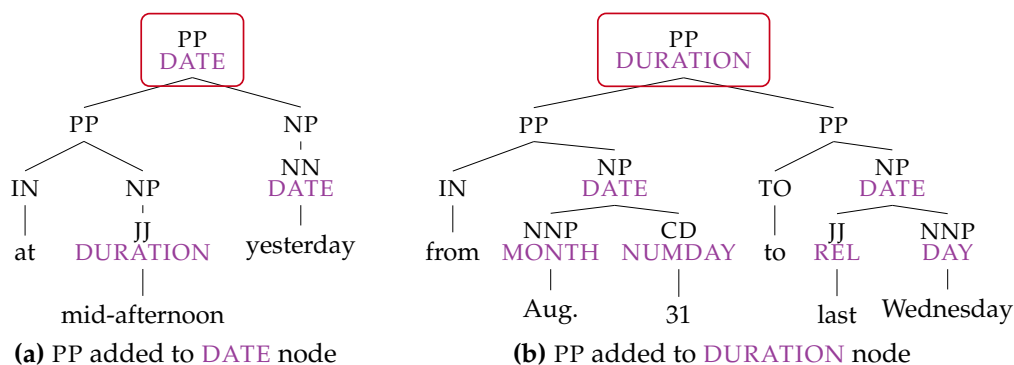 PP
DATE
PP
NP
IN
NP
NN
DATE
at
JJ
DURATION
yesterday
mid-afternoon
(a) PP added to DATE node
PP
DURATION
PP
PP
IN
NP
DATE
TO
NP
DATE
from
NNP
MONTH
CD
NUMDAY
to
JJ
REL
NNP
DAY
Aug.
31
last
Wednesday
(b) PP added to DURATION node